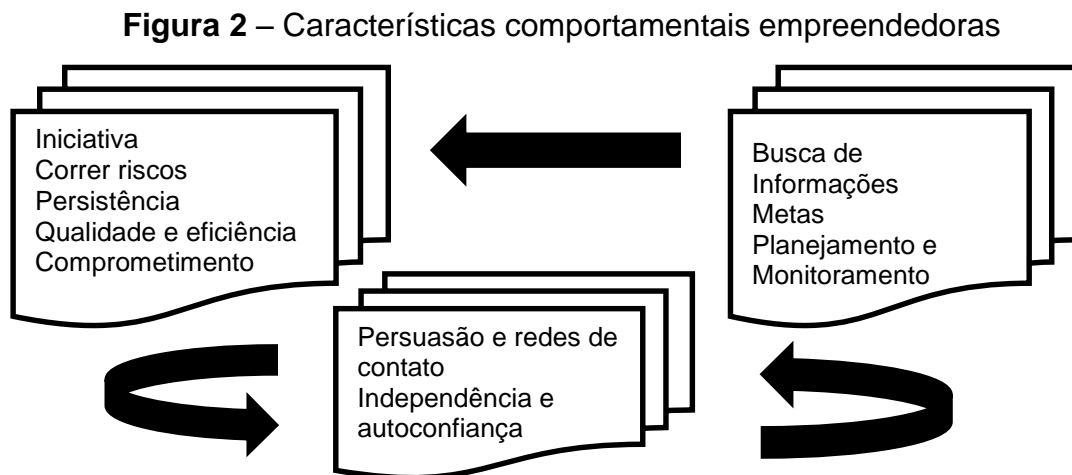 Figura 2 – Características comportamentais empreendedoras
Iniciativa
Correr riscos
Persistência
Qualidade e eficiência
Comprometimento
Busca de
Informações
Metas
Planejamento e
Monitoramento
Persuasão e redes de
contato
Independência e
autoconfiança